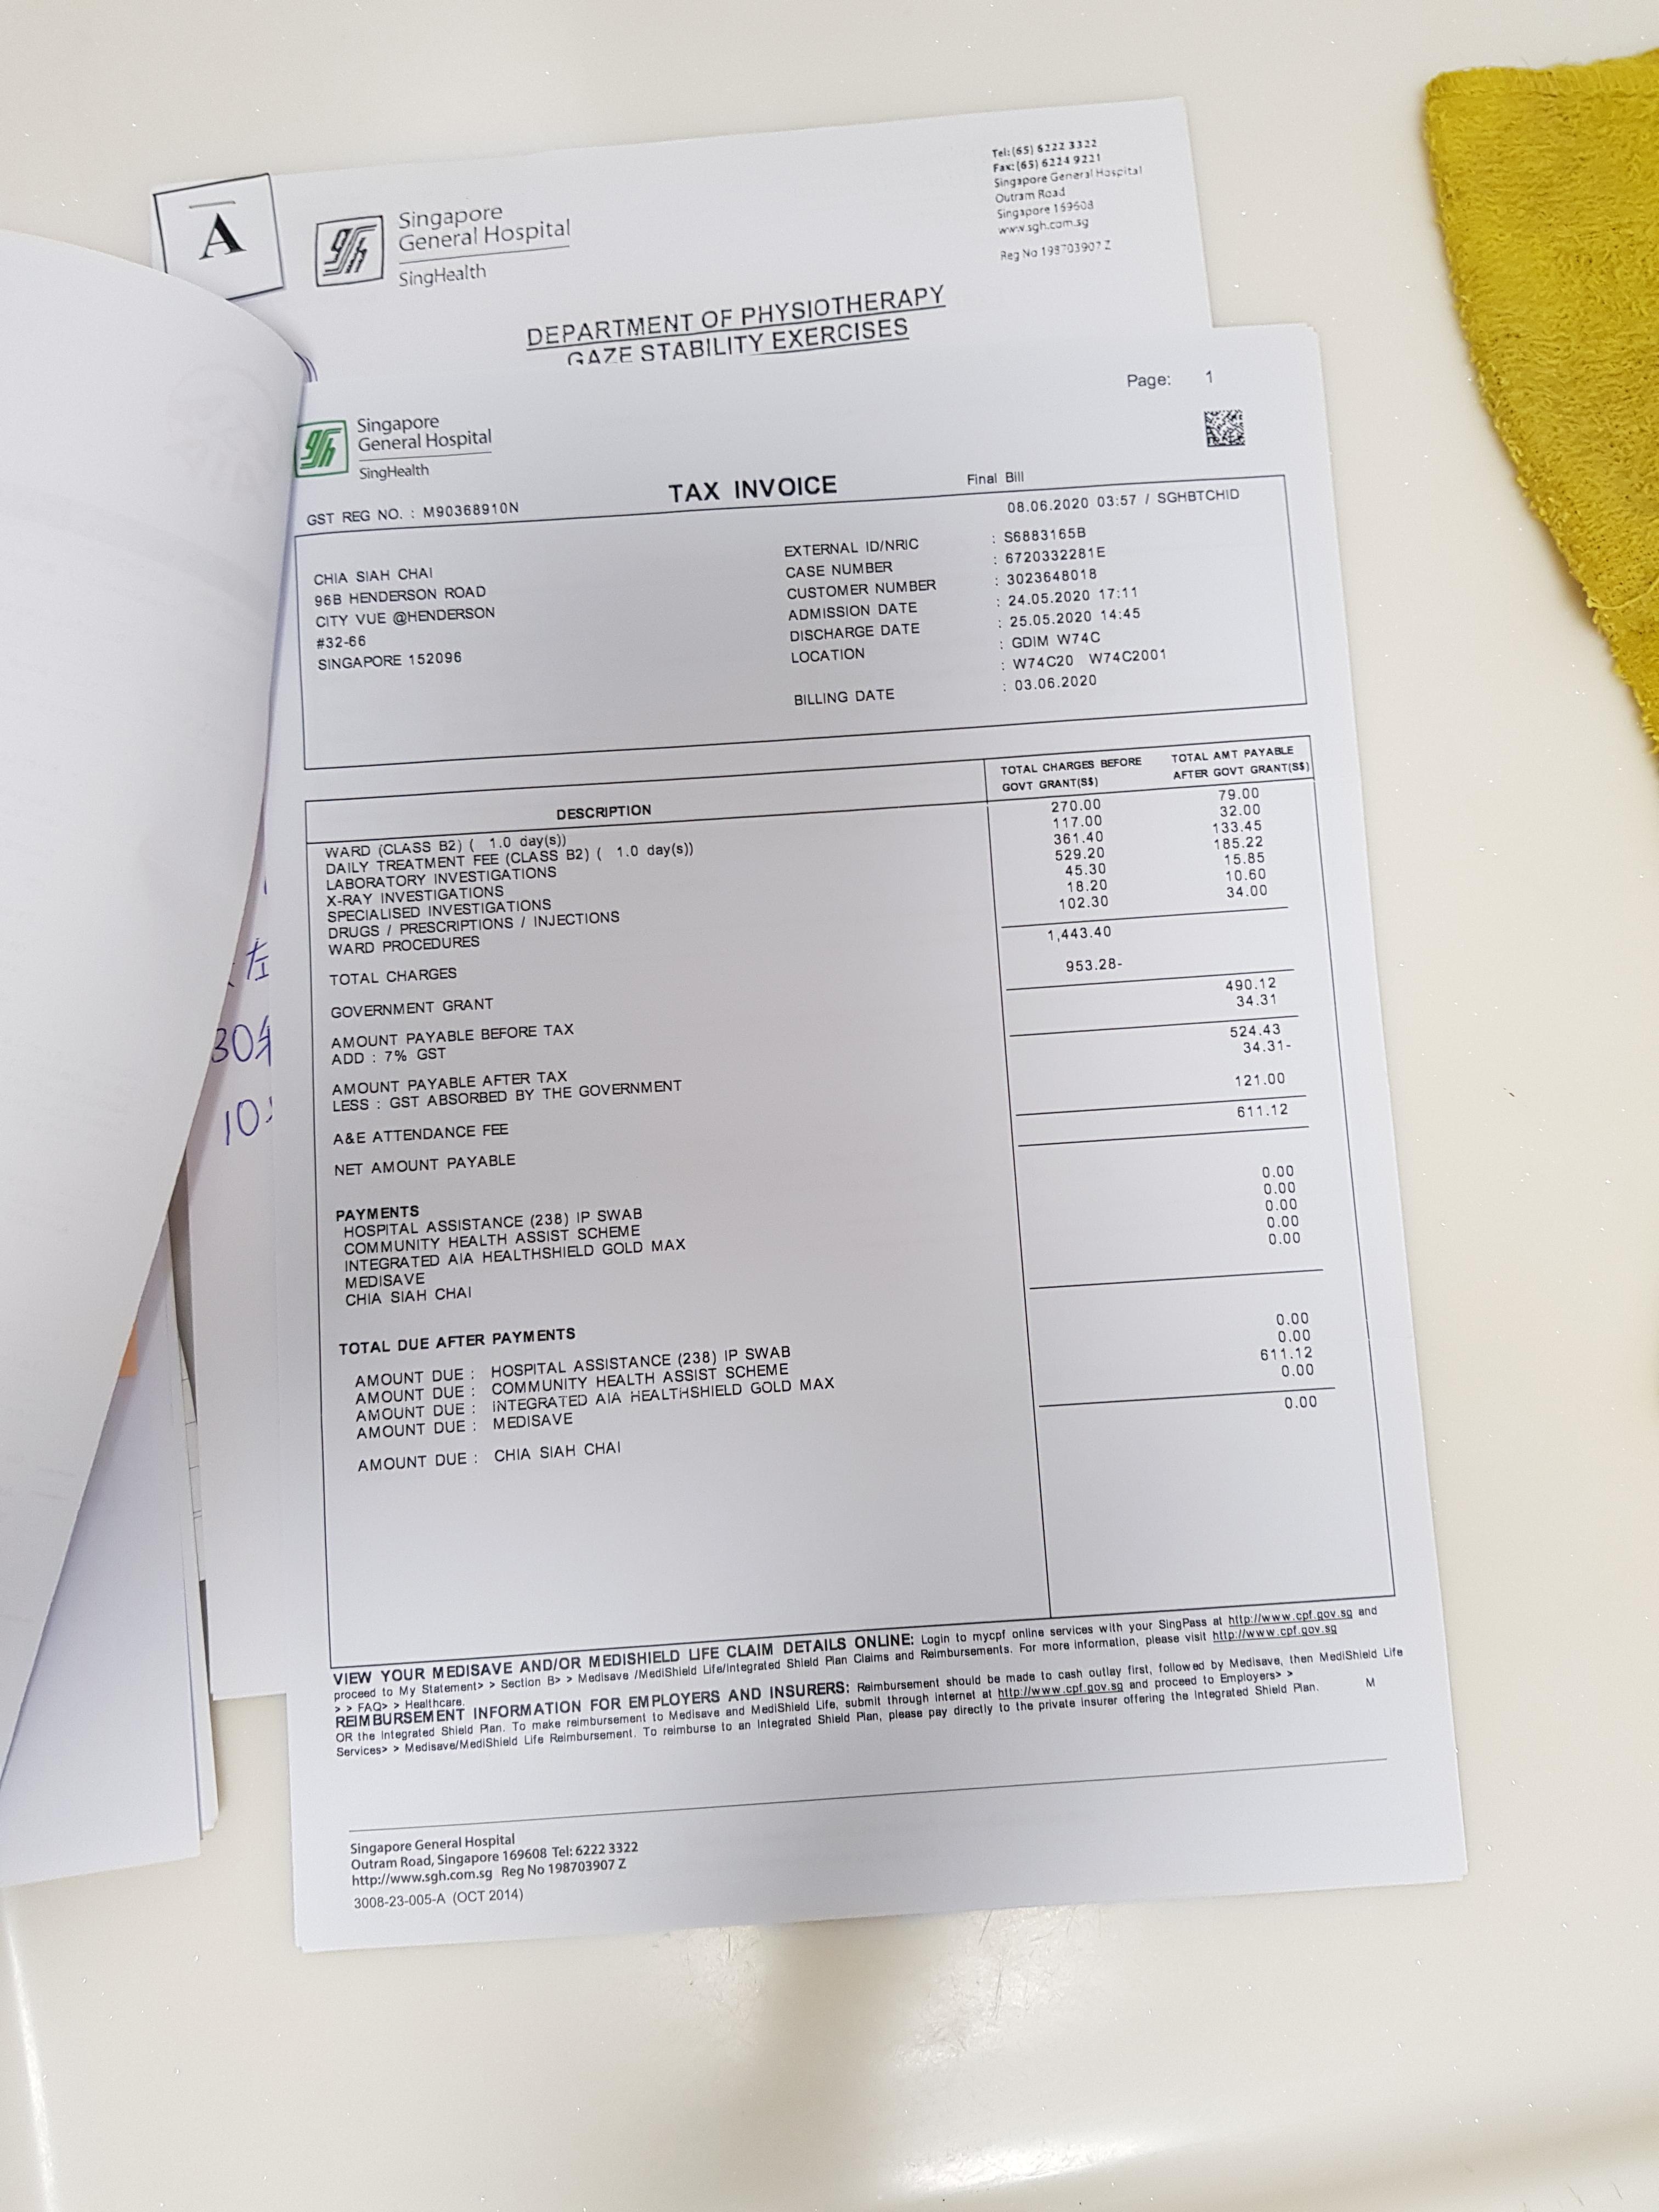 A
Singapore
General Hospital
SingHealth
Tel: (65) 6222 3322
Fax: (65) 6224 9221
Singapore General Hospital
Outram Road
Singapore 169608
www.sgh.com.sg
Reg No 198703907 Z
DEPARTMENT OF PHYSIOTHERAPY
GAZE STABILITY EXERCISES
Page: 1
Singapore
General Hospital
SingHealth
GST REG NO. : M90368910N
TAX INVOICE
Final Bill
08.06.2020 03:57 / SGHBTCHID
CHIA SIAH CHAI
96B HENDERSON ROAD
CITY VUE @HENDERSON
#32-66
SINGAPORE 152096
EXTERNAL ID/NRIC : S6883165B
CASE NUMBER : 6720332281E
CUSTOMER NUMBER : 3023648018
ADMISSION DATE : 24.05.2020 17:11
DISCHARGE DATE : 25.05.2020 14:45
LOCATION : GDIM W74C
: W74C20 W74C2001
BILLING DATE : 03.06.2020
DESCRIPTION
TOTAL CHARGES BEFORE
GOVT GRANT(S$)
TOTAL AMT PAYABLE
AFTER GOVT GRANT(S$)
WARD (CLASS B2) ( 1.0 day(s)) 270.00 79.00
DAILY TREATMENT FEE (CLASS B2) ( 1.0 day(s)) 117.00 32.00
LABORATORY INVESTIGATIONS 361.40 133.45
X-RAY INVESTIGATIONS 529.20 185.22
SPECIALISED INVESTIGATIONS 45.30 15.85
DRUGS / PRESCRIPTIONS / INJECTIONS 18.20 10.60
WARD PROCEDURES 102.30 34.00
TOTAL CHARGES 1,443.40
GOVERNMENT GRANT 953.28-
AMOUNT PAYABLE BEFORE TAX 490.12
ADD : 7% GST 34.31
AMOUNT PAYABLE AFTER TAX 524.43
LESS : GST ABSORBED BY THE GOVERNMENT 34.31-
A&E ATTENDANCE FEE 121.00
NET AMOUNT PAYABLE 611.12
PAYMENTS
HOSPITAL ASSISTANCE (238) IP SWAB 0.00
COMMUNITY HEALTH ASSIST SCHEME 0.00
INTEGRATED AIA HEALTHSHIELD GOLD MAX 0.00
MEDISAVE 0.00
CHIA SIAH CHAI 0.00
TOTAL DUE AFTER PAYMENTS
AMOUNT DUE : HOSPITAL ASSISTANCE (238) IP SWAB 0.00
AMOUNT DUE : COMMUNITY HEALTH ASSIST SCHEME 0.00
AMOUNT DUE : INTEGRATED AIA HEALTHSHIELD GOLD MAX 611.12
AMOUNT DUE : MEDISAVE 0.00
AMOUNT DUE : CHIA SIAH CHAI 0.00
VIEW YOUR MEDISAVE AND/OR MEDISHIELD LIFE CLAIM DETAILS ONLINE: Login to mycpf online services with your SingPass at http://www.cpf.gov.sg and
proceed to My Statement> > Section B> > Medisave /MediShield Life/Integrated Shield Plan Claims and Reimbursements. For more information, please visit http://www.cpf.gov.sg
> > FAQ> > Healthcare.
REIMBURSEMENT INFORMATION FOR EMPLOYERS AND INSURERS: Reimbursement should be made to cash outlay first, followed by Medisave, then MediShield Life
OR the Integrated Shield Plan. To make reimbursement to Medisave and MediShield Life, submit through internet at http://www.cpf.gov.sg and proceed to Employers> >
Services> > Medisave/MediShield Life Reimbursement. To reimburse to an Integrated Shield Plan, please pay directly to the private insurer offering the Integrated Shield Plan.
M
Singapore General Hospital
Outram Road, Singapore 169608 Tel: 6222 3322
http://www.sgh.com.sg Reg No 198703907 Z
3008-23-005-A (OCT 2014)
左
30
10